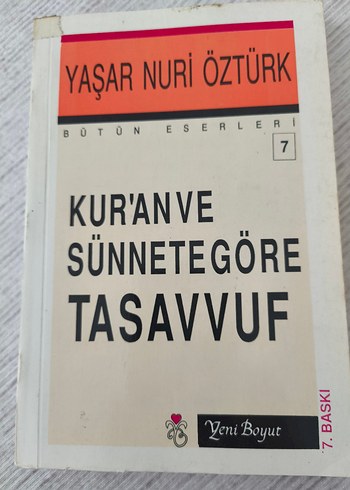 YAŞAR NURİ ÖZTÜRK
BÜTÜN ESERLERİ
7
KUR'AN VE
SÜNNETE GÖRE
TASAVVUF
Yeni Boyut
7. BASKI